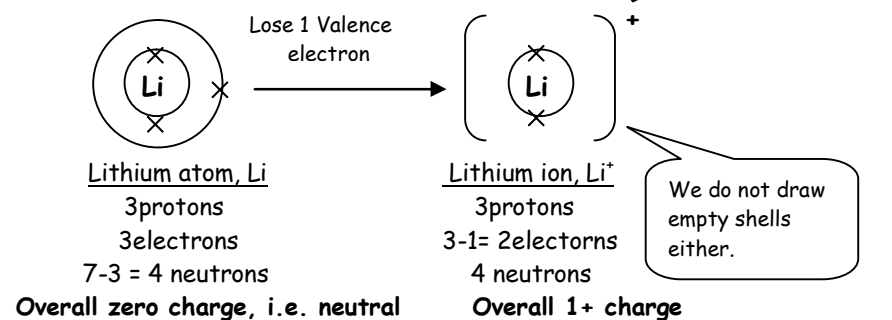 Lose 1 Valence
electron
+
Li
Li
Lithium atom, Li
3protons
3electrons
7-3 = 4 neutrons
Overall zero charge, i.e. neutral
Lithium ion, Li⁺
3protons
3-1= 2electorns
4 neutrons
Overall 1+ charge
We do not draw
empty shells
either.